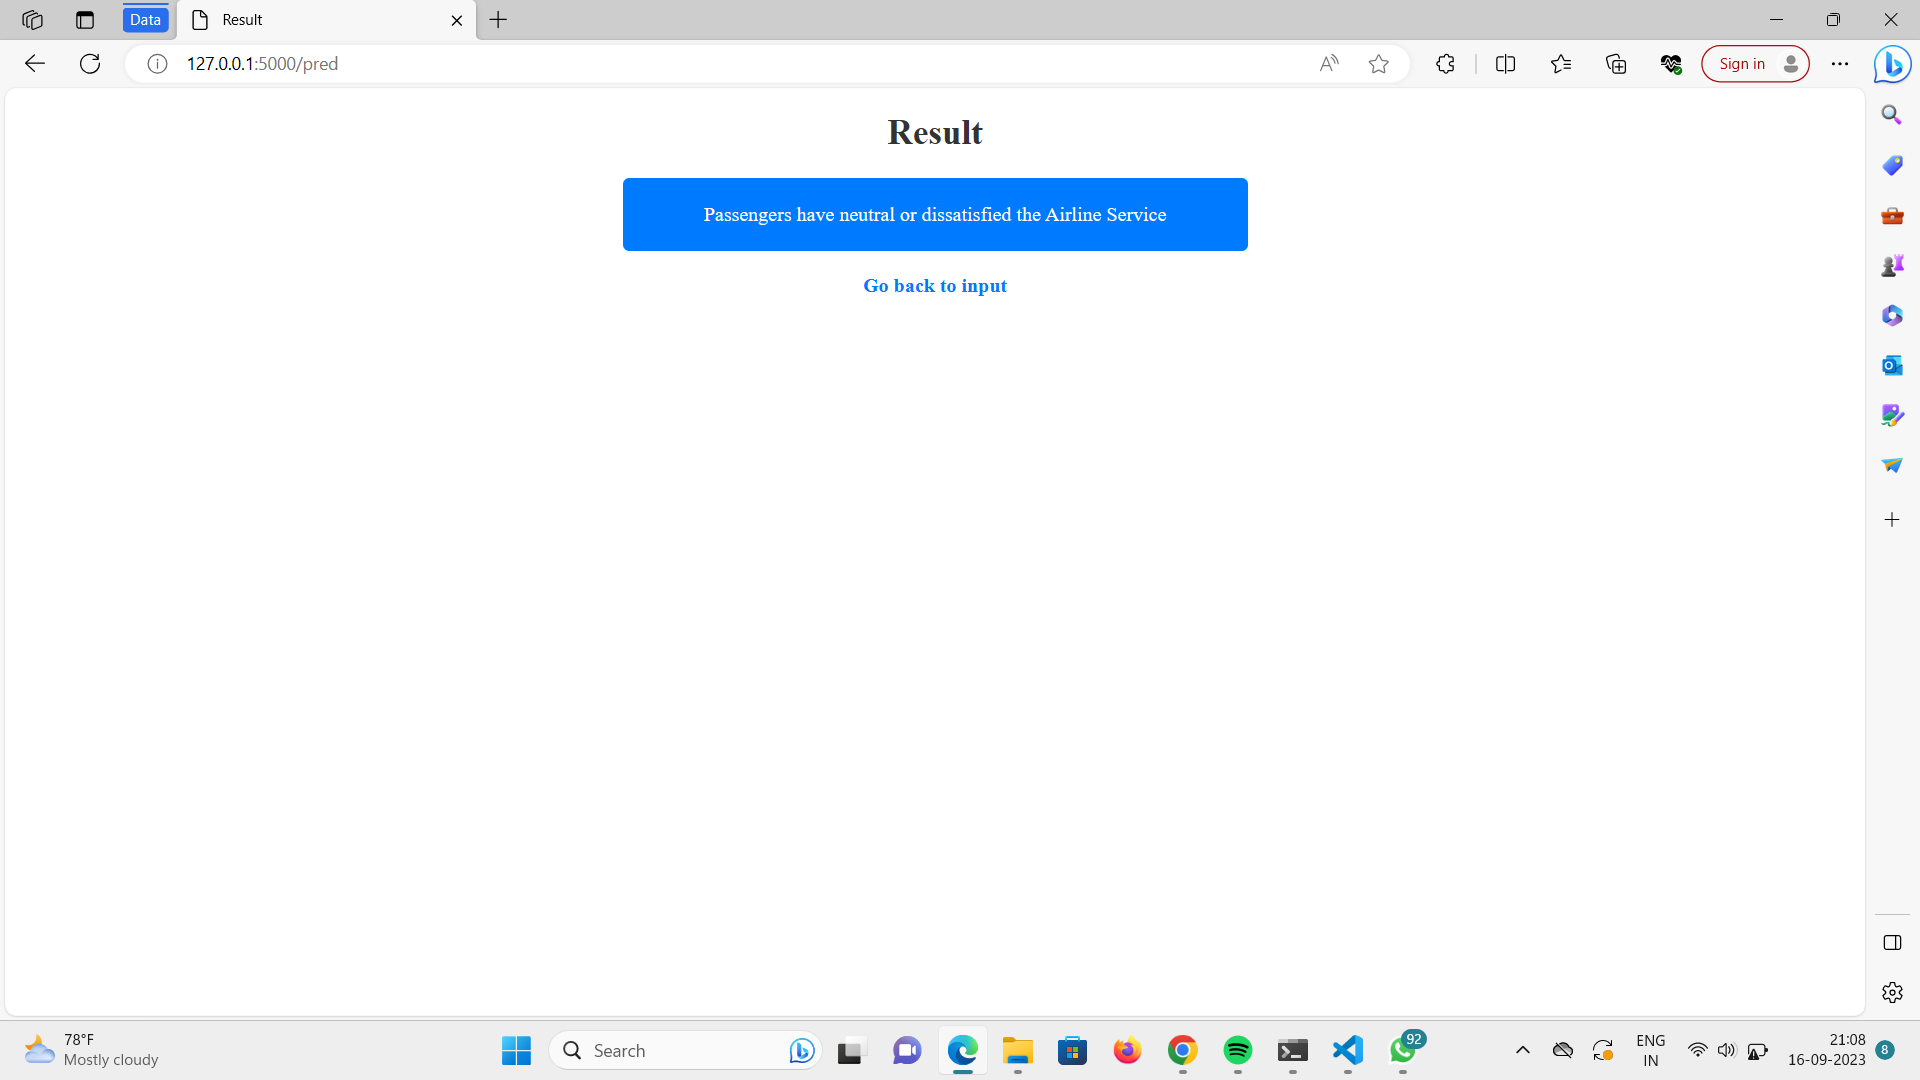 Data
Result
127.0.0.1:5000/pred
Sign in
Result
Passengers have neutral or dissatisfied the Airline Service
Go back to input
78°F
Mostly cloudy
Search
92
ENG
IN
21:08
16-09-2023
8